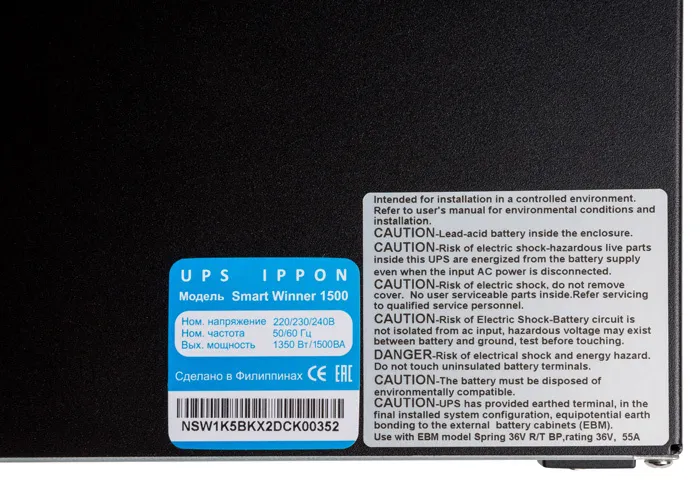 UPS IPPON
Модель Smart Winner 1500
Ном. напряжение 220/230/240В
Ном. частота 50/60 Гц
Вых. мощность 1350 Вт/1500ВА
Сделано в Филиппинах CE EAC
NSW1K5BKX2DCK00352
Intended for installation in a controlled environment.
Refer to user's manual for environmental conditions and
installation.
CAUTION-Lead-acid battery inside the enclosure.
CAUTION-Risk of electric shock-hazardous live parts
inside this UPS are energized from the battery supply
even when the input AC power is disconnected.
CAUTION-Risk of electric shock, do not remove
cover. No user serviceable parts inside.Refer servicing
to qualified service personnel.
CAUTION-Risk of Electric Shock-Battery circuit is
not isolated from ac input, hazardous voltage may exist
between battery and ground, test before touching.
DANGER-Risk of electrical shock and energy hazard.
Do not touch uninsulated battery terminals.
CAUTION-The battery must be disposed of
environmentally compatible.
CAUTION-UPS has provided earthed terminal, in the
final installed system configuration, equipotential earth
bonding to the external battery cabinets (EBM).
Use with EBM model Spring 36V R/T BP,rating 36V, 55A